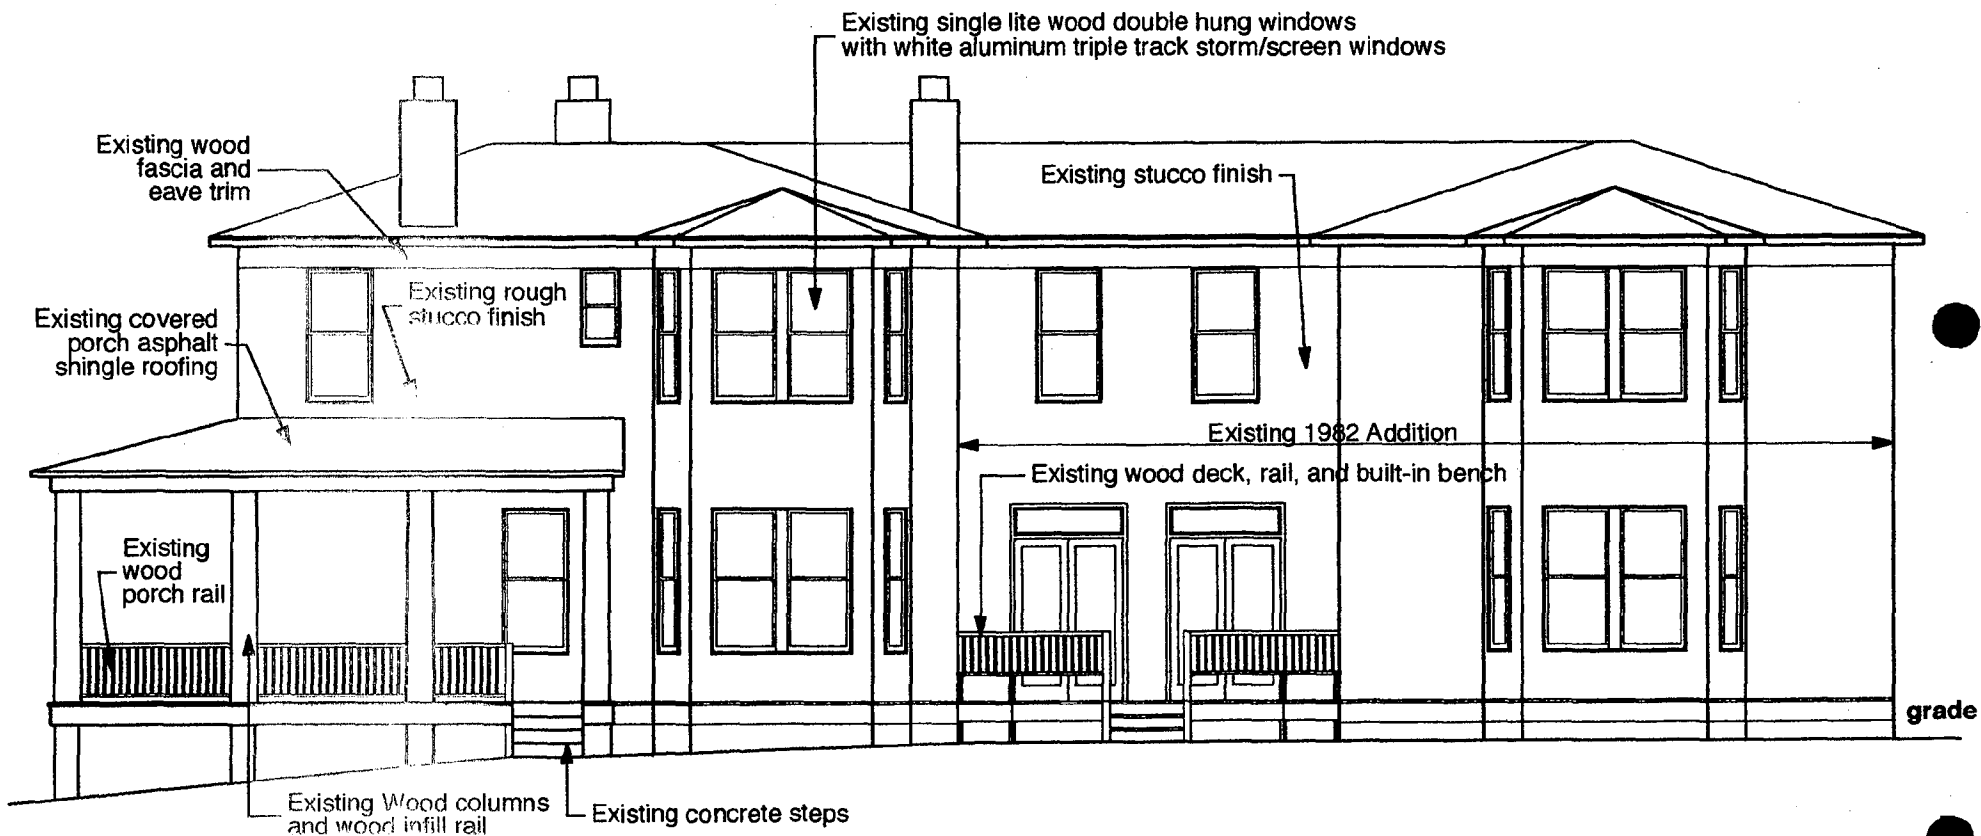 Existing single lite wood double hung windows
with white aluminum triple track storm/screen windows
Existing wood
fascia and
eave trim
Existing stucco finish
Existing rough
stucco finish
Existing covered
porch asphalt
shingle roofing
Existing 1982 Addition
Existing wood deck, rail, and built-in bench
Existing
wood
porch rail
grade
Existing Wood columns
and wood infill rail
Existing concrete steps